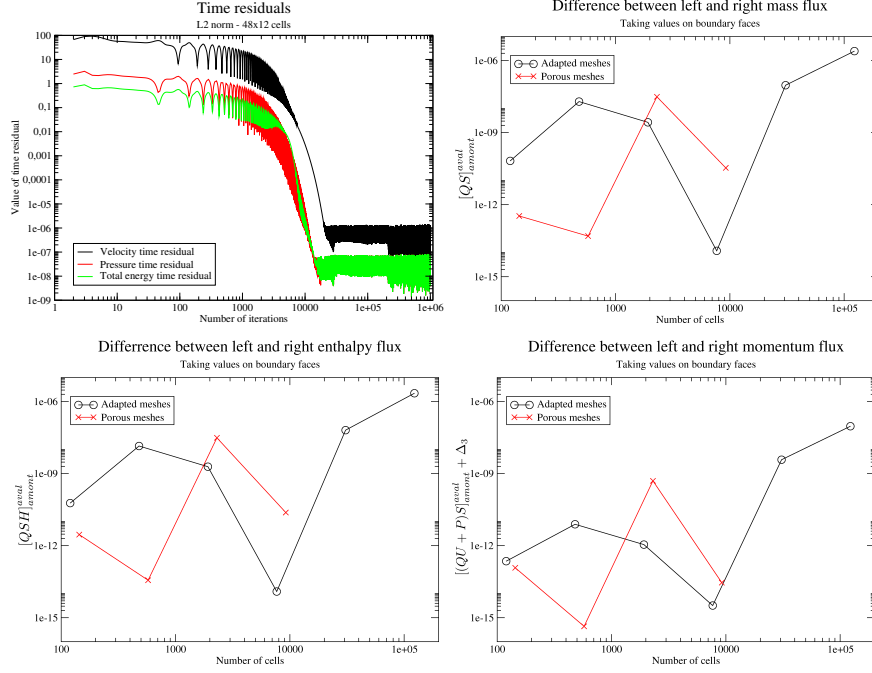 Time residuals
L2 norm - 48x12 cells
100
10
1
0,1
0,01
0,001
0,0001
1e-05
1e-06
1e-07
1e-08
1e-09
Value of time residual
Velocity time residual
Pressure time residual
Total energy time residual
1 10 100 1000 10000 1e+05 1e+06
Number of iterations
Difference between left and right mass flux
Taking values on boundary faces
1e-06
1e-09
1e-12
1e-15
[QS]^{aval}_{amont}
Adapted meshes
Porous meshes
100 1000 10000 1e+05
Number of cells
Differrence between left and right enthalpy flux
Taking values on boundary faces
1e-06
1e-09
1e-12
1e-15
[QSH]^{aval}_{amont}
Adapted meshes
Porous meshes
100 1000 10000 1e+05
Number of cells
Difference between left and right momentum flux
Taking values on boundary faces
1e-06
1e-09
1e-12
1e-15
[(QU + P)S]^{aval}_{amont} + Δ₃
Adapted meshes
Porous meshes
100 1000 10000 1e+05
Number of cells